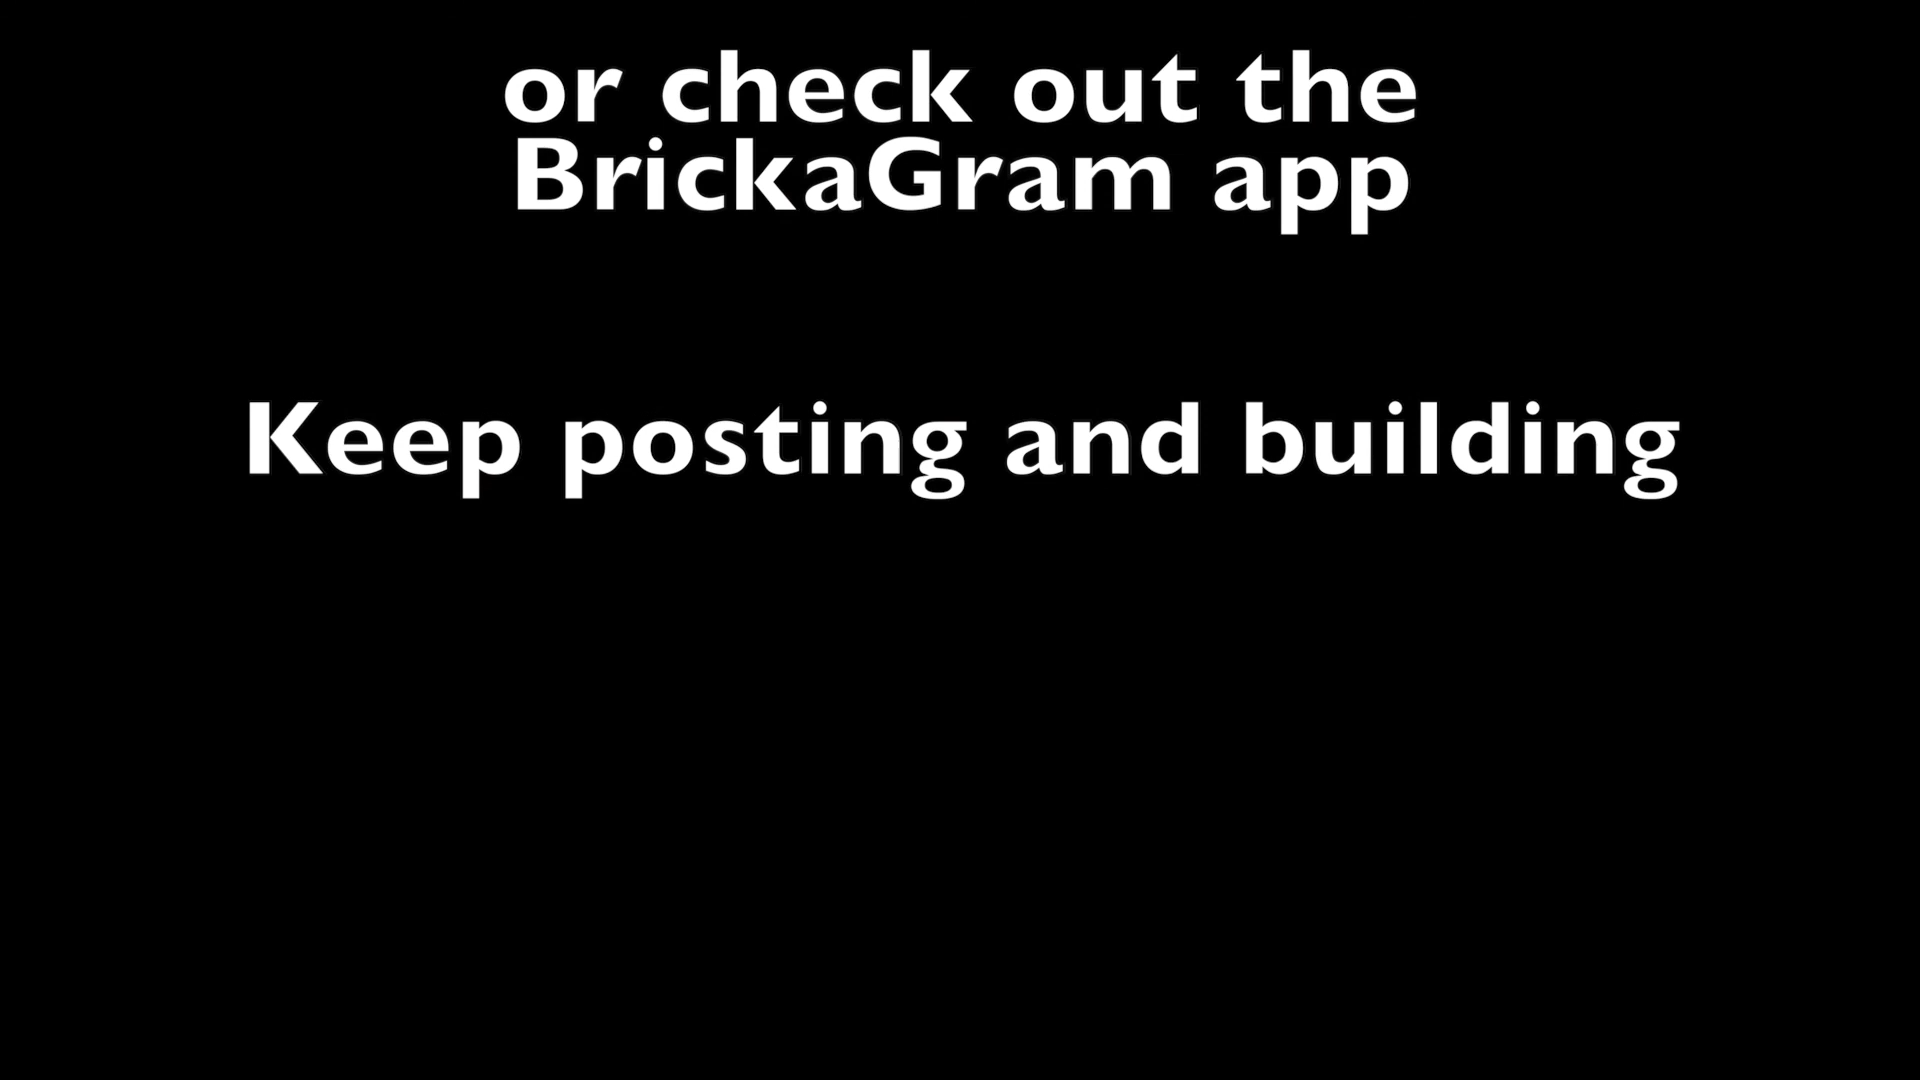 or check out the
BrickaGram app
Keep posting and building